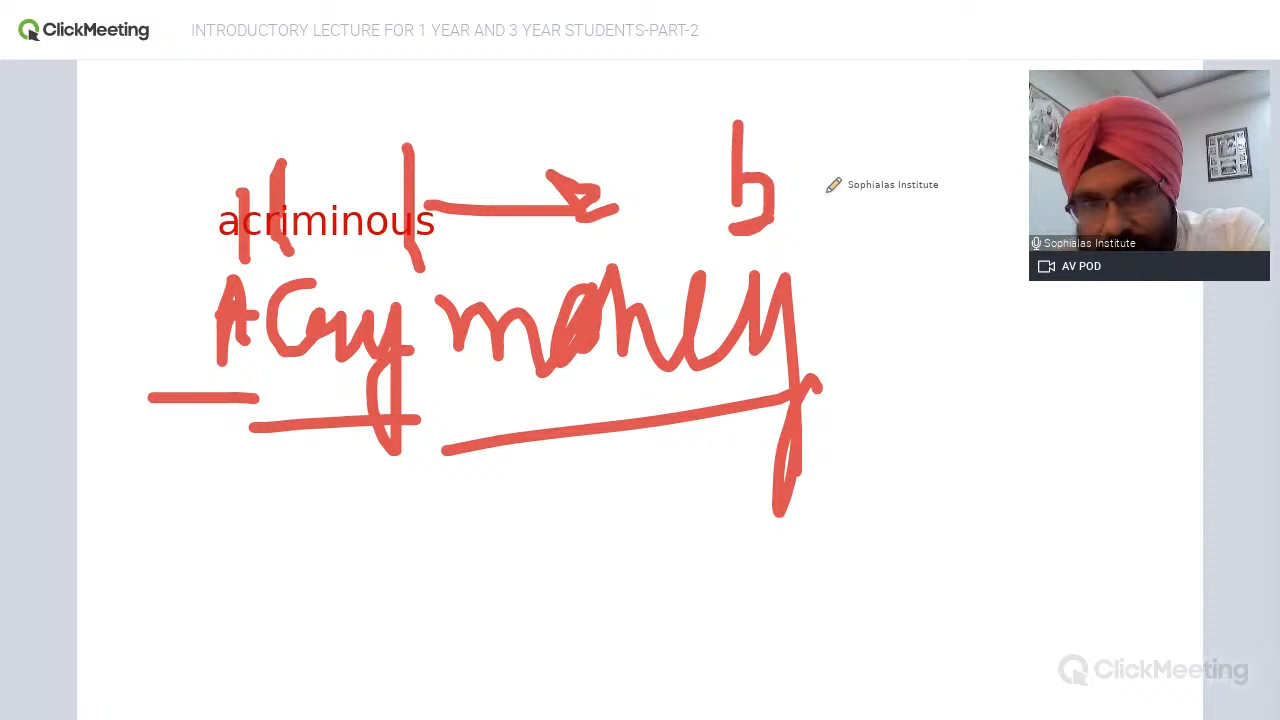 ClickMeeting INTRODUCTORY LECTURE FOR 1 YEAR AND 3 YEAR STUDENTS-PART-2
b
Sophialas Institute
acriminous
A Cry money
Sophialas Institute
AV POD
ClickMeeting